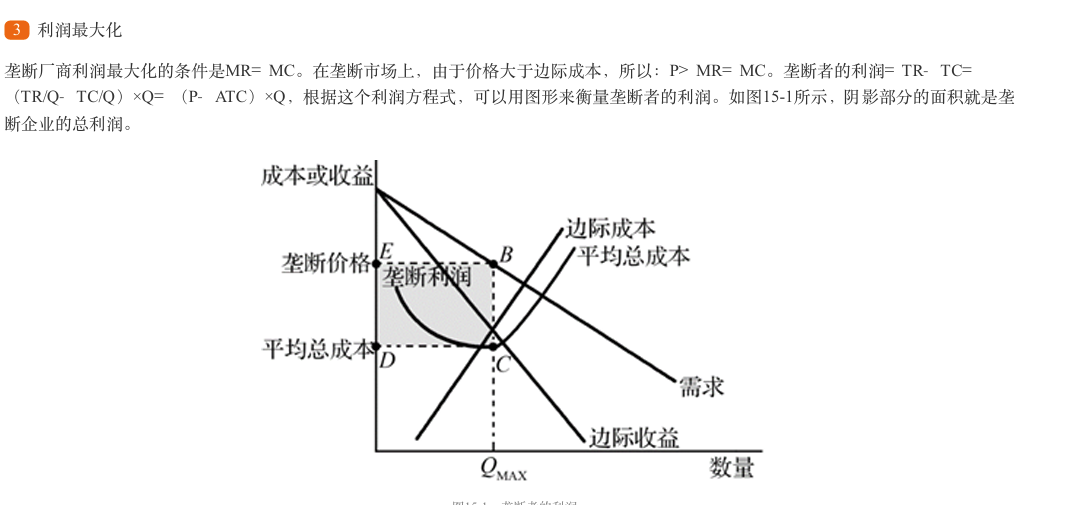 3 利润最大化
垄断厂商利润最大化的条件是MR= MC。在垄断市场上，由于价格大于边际成本，所以：P> MR= MC。垄断者的利润= TR- TC=
（TR/Q- TC/Q）×Q= （P- ATC）×Q，根据这个利润方程式，可以用图形来衡量垄断者的利润。如图15-1所示，阴影部分的面积就是垄
断企业的总利润。
成本或收益
边际成本
E
B
平均总成本
垄断价格
垄断利润
平均总成本
D
C
需求
边际收益
QMAX
数量